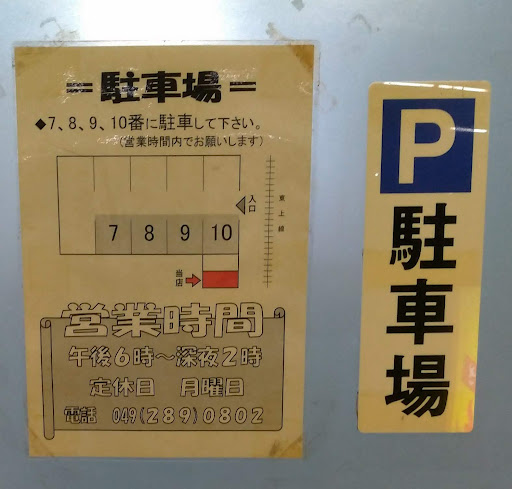 ＝駐車場＝
◆7、8、9、10番に駐車して下さい。
(営業時間内でお願いします)
入口
東上線
7 8 9 10
当店
営業時間
午後6時～深夜2時
定休日 月曜日
電話 049(289)0802
P
駐車場